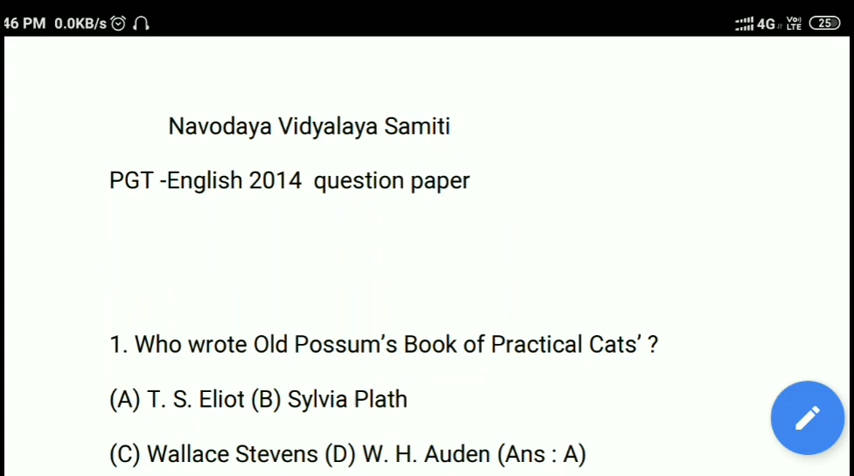 46 PM 0.0KB/s 4G Vo) LTE 25
Navodaya Vidyalaya Samiti
PGT -English 2014 question paper
1. Who wrote Old Possum’s Book of Practical Cats’ ?
(A) T. S. Eliot (B) Sylvia Plath
(C) Wallace Stevens (D) W. H. Auden (Ans : A)